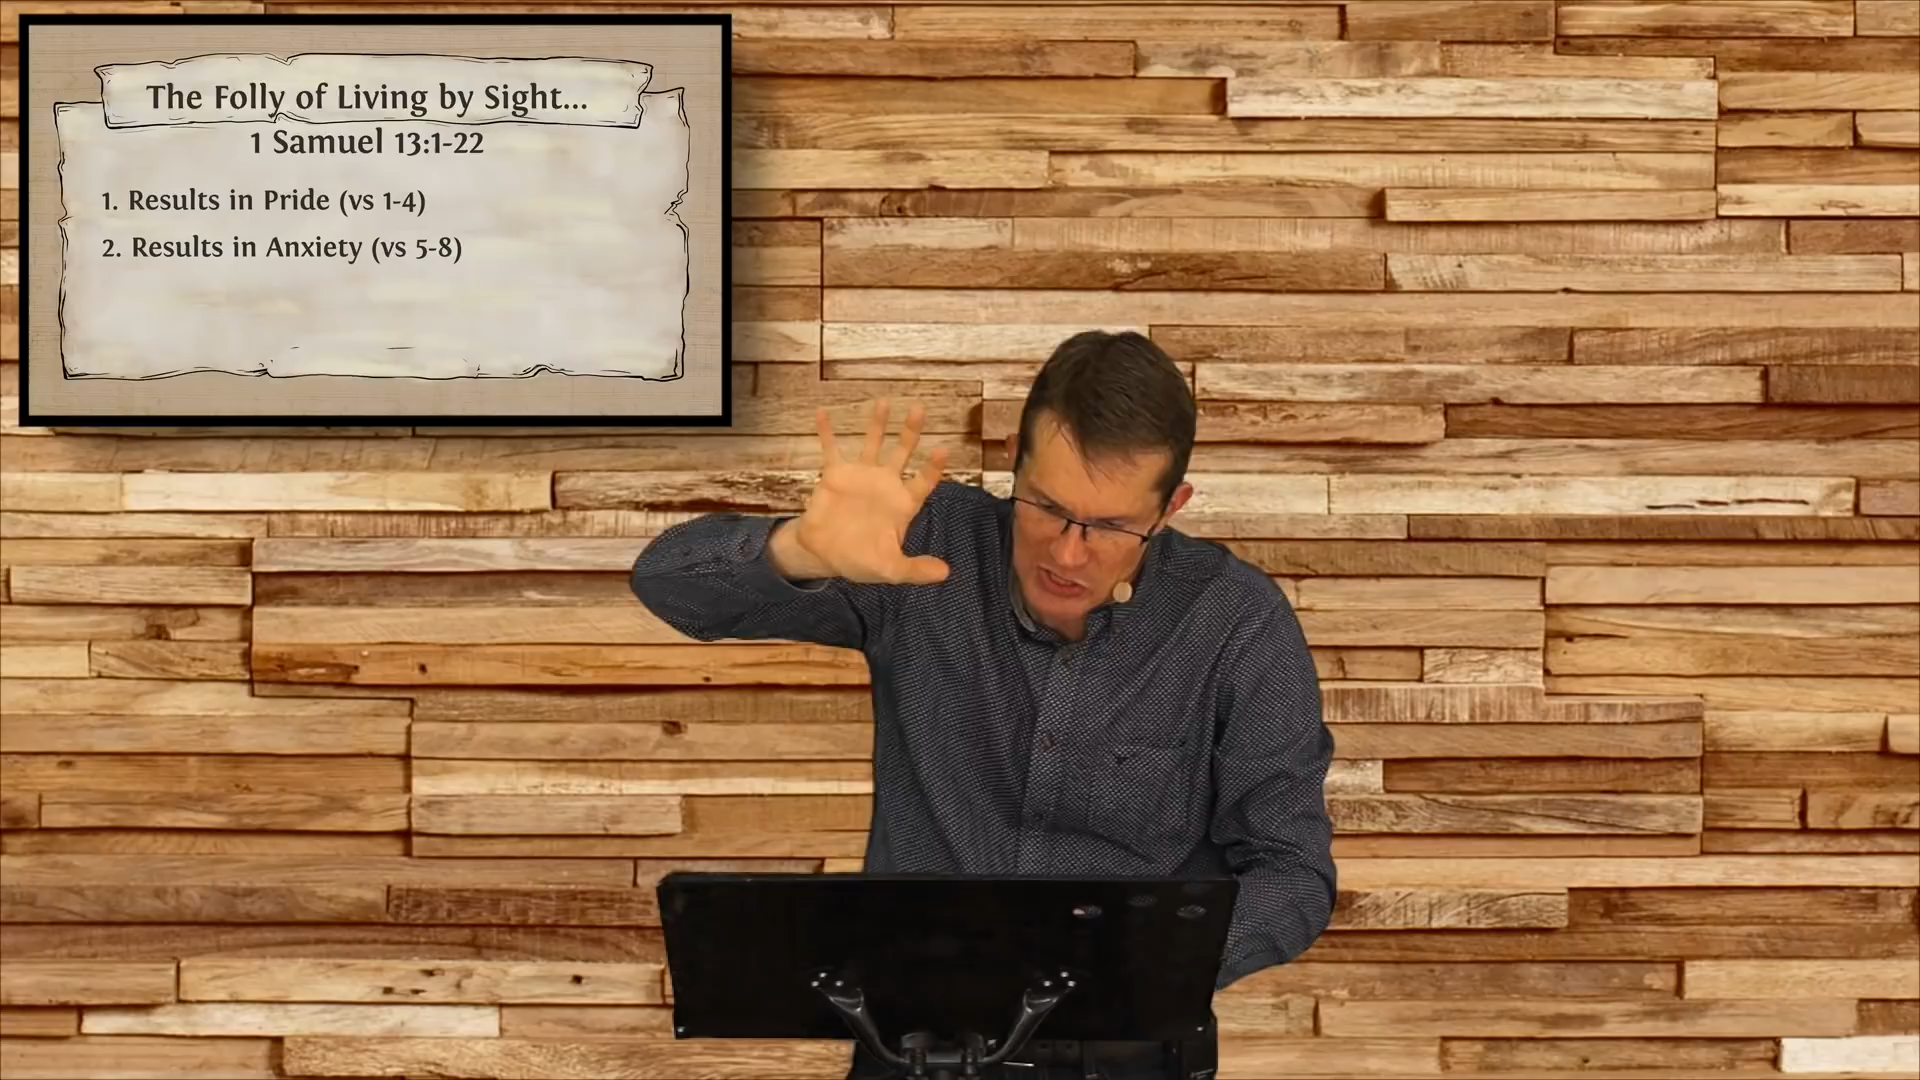 The Folly of Living by Sight...
1 Samuel 13:1-22
1. Results in Pride (vs 1-4)
2. Results in Anxiety (vs 5-8)